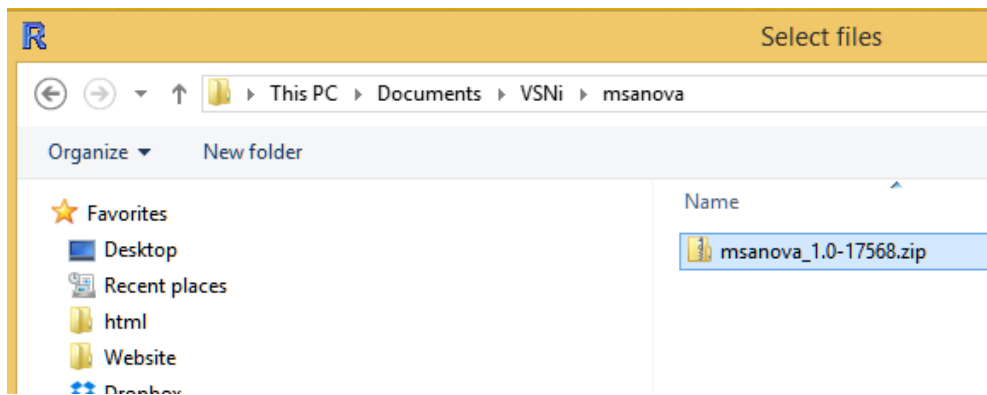 R
Select files
This PC Documents VSNi msanova
Organize New folder
Favorites
Desktop
Recent places
html
Website
Dropbox
Name
msanova_1.0-17568.zip